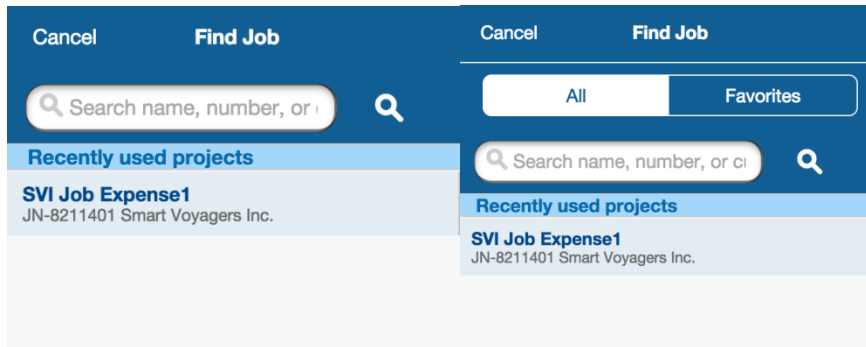 Cancel Find Job
Search name, number, or
Recently used projects
SVI Job Expense1
JN-8211401 Smart Voyagers Inc.
Cancel Find Job
All Favorites
Search name, number, or cu
Recently used projects
SVI Job Expense1
JN-8211401 Smart Voyagers Inc.